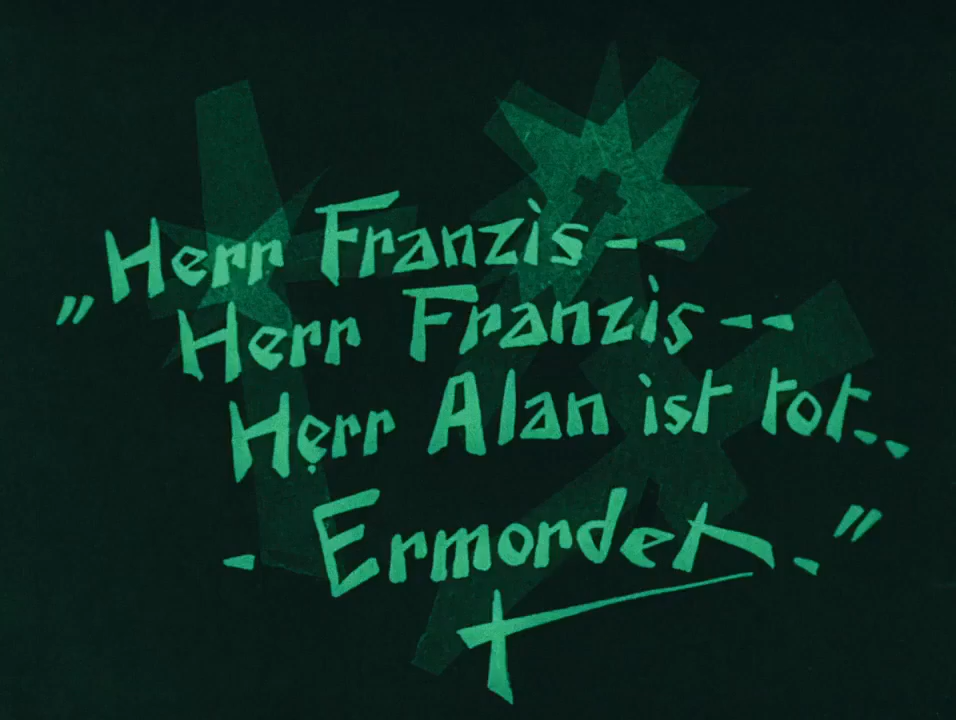 „Herr Franzis--
Herr Franzis--
Herr Alan ist tot--
- Ermordet-"